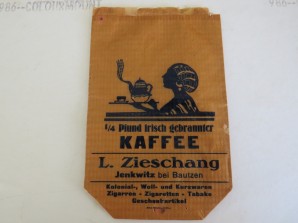 ¼ Pfund frisch gebrannter
KAFFEE
L. Zieschang
Jenkwitz bei Bautzen
Kolonial-, Woll- und Kurzwaren
Zigarren - Zigaretten - Tabake
Geschenkartikel